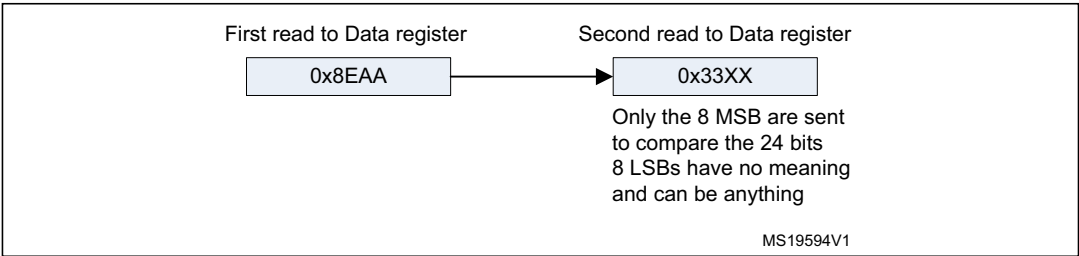 First read to Data register
Second read to Data register
0x8EAA
0x33XX
Only the 8 MSB are sent
to compare the 24 bits
8 LSBs have no meaning
and can be anything
MS19594V1